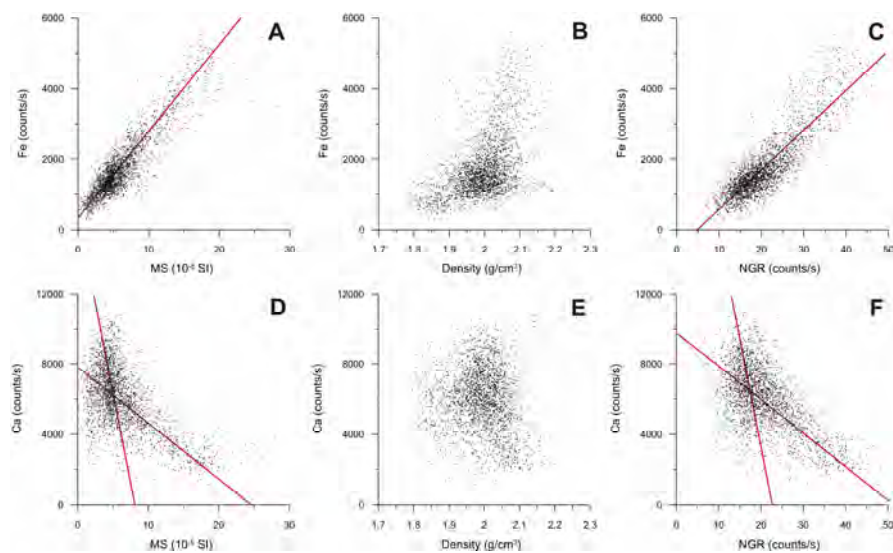 A
B
C
6000
4000
2000
0
Fe (counts/s)
0 10 20 30
MS (10⁻⁶ SI)
6000
4000
2000
0
Fe (counts/s)
1.7 1.8 1.9 2 2.1 2.2 2.3
Density (g/cm³)
6000
4000
2000
0
Fe (counts/s)
0 10 20 30 40 50
NGR (counts/s)
D
E
F
12000
8000
4000
0
Ca (counts/s)
0 10 20 30
MS (10⁻⁶ SI)
12000
8000
4000
0
Ca (counts/s)
1.7 1.8 1.9 2 2.1 2.2 2.3
Density (g/cm³)
12000
8000
4000
0
Ca (counts/s)
0 10 20 30 40 50
NGR (counts/s)